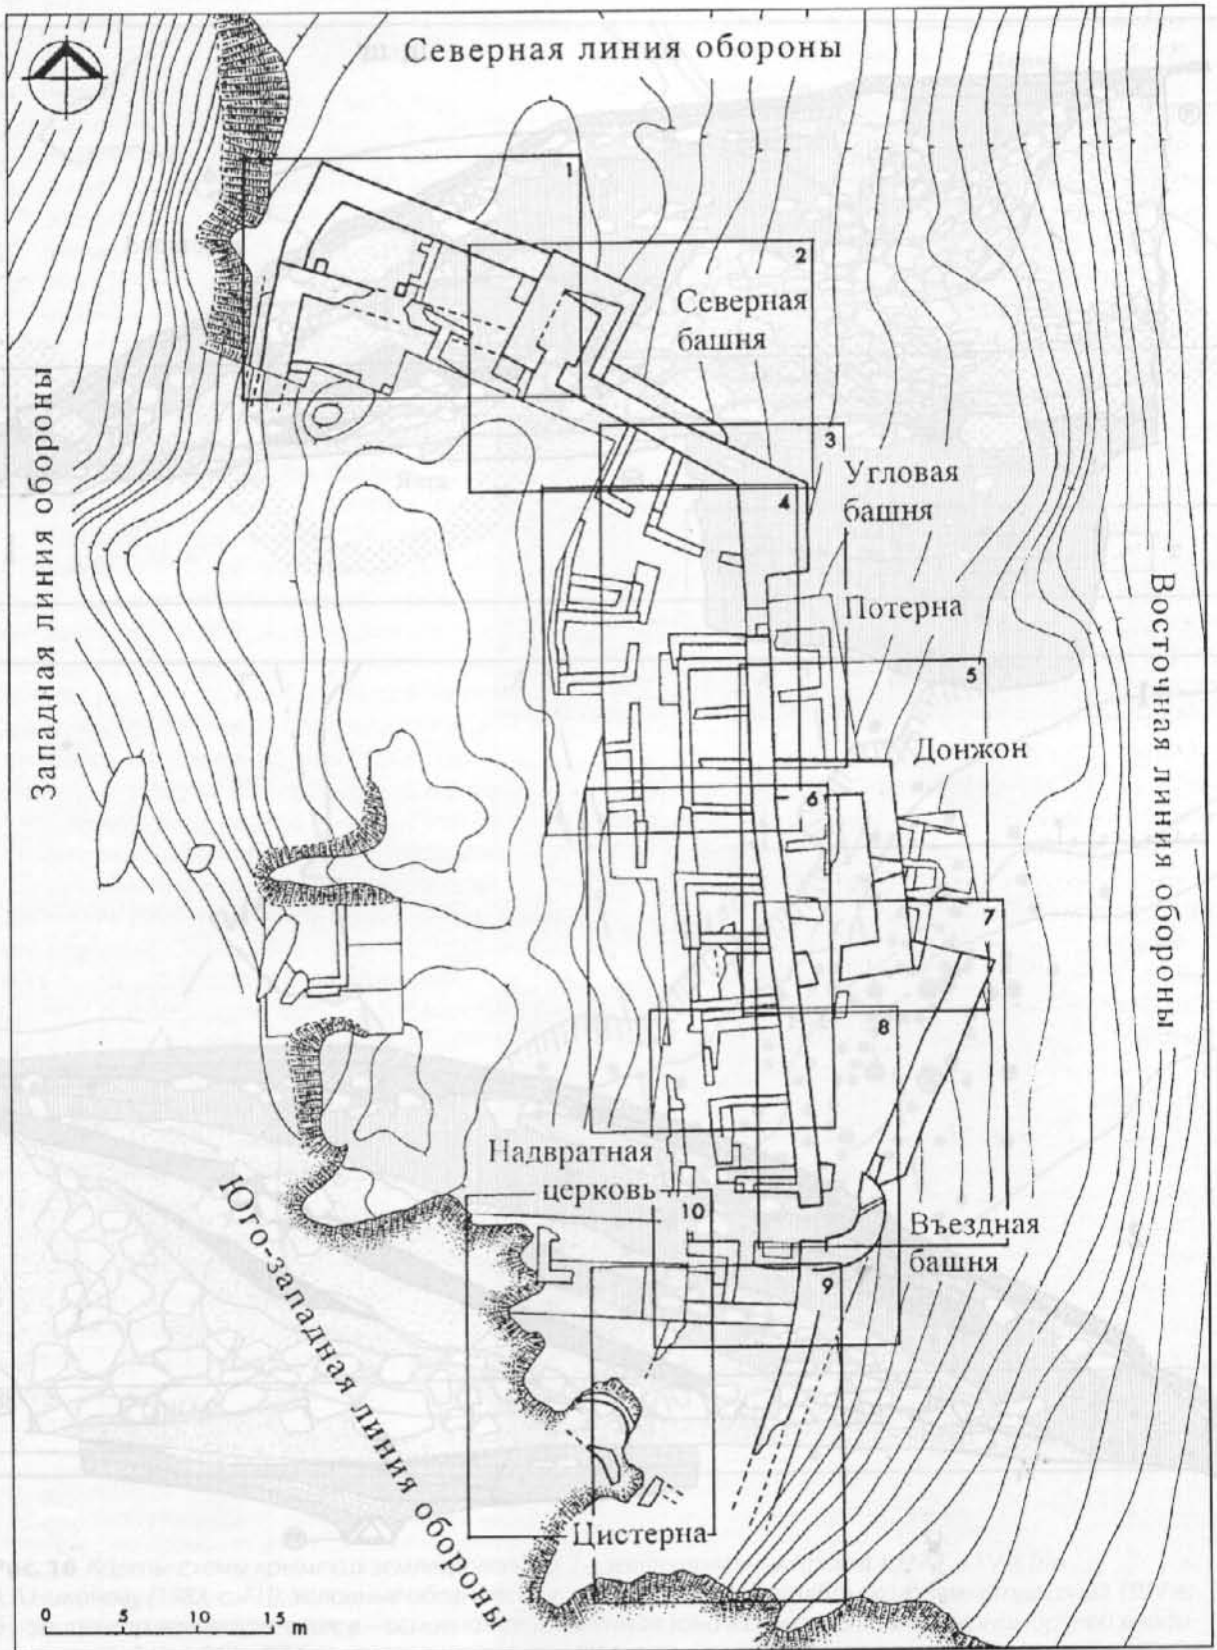 Северная линия обороны
1
2
Северная
башня
3
Угловая
башня
4
Западная линия обороны
Потерна
Восточная линия обороны
5
Донжон
6
7
8
Надвратная
церковь
10
Въездная
башня
9
Юго-западная линия обороны
Цистерна
0 5 10 15 m